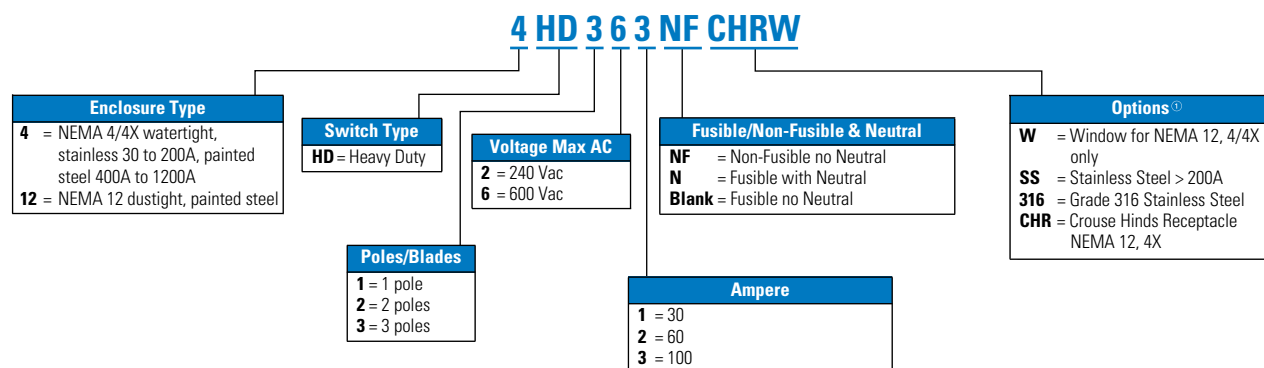 4 HD 3 6 3 NF CHRW
Enclosure Type
4 = NEMA 4/4X watertight,
stainless 30 to 200A, painted
steel 400A to 1200A
12 = NEMA 12 dustight, painted steel
Switch Type
HD = Heavy Duty
Voltage Max AC
2 = 240 Vac
6 = 600 Vac
Fusible/Non-Fusible & Neutral
NF = Non-Fusible no Neutral
N = Fusible with Neutral
Blank = Fusible no Neutral
Options①
W = Window for NEMA 12, 4/4X
only
SS = Stainless Steel > 200A
316 = Grade 316 Stainless Steel
CHR = Crouse Hinds Receptacle
NEMA 12, 4X
Poles/Blades
1 = 1 pole
2 = 2 poles
3 = 3 poles
Ampere
1 = 30
2 = 60
3 = 100